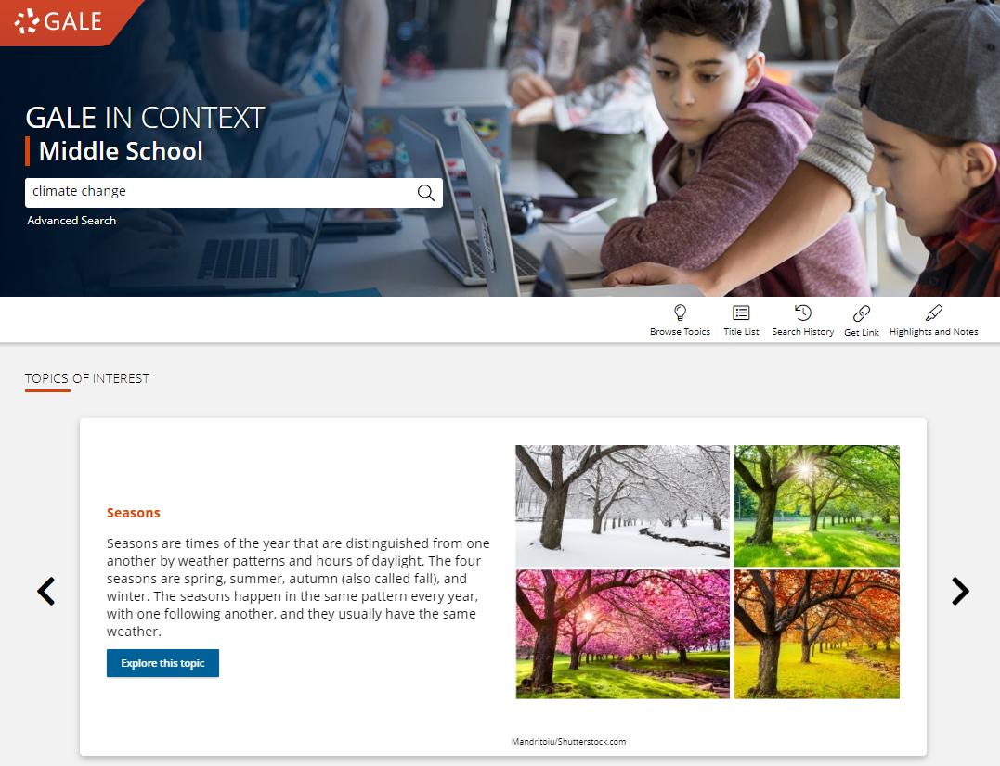 GALE
GALE IN CONTEXT
Middle School
climate change
Advanced Search
Browse Topics
Title List
Search History
Get Link
Highlights and Notes
TOPICS OF INTEREST
Seasons
Seasons are times of the year that are distinguished from one
another by weather patterns and hours of daylight. The four
seasons are spring, summer, autumn (also called fall), and
winter. The seasons happen in the same pattern every year,
with one following another, and they usually have the same
weather.
Explore this topic
Mandritoiu/Shutterstock.com